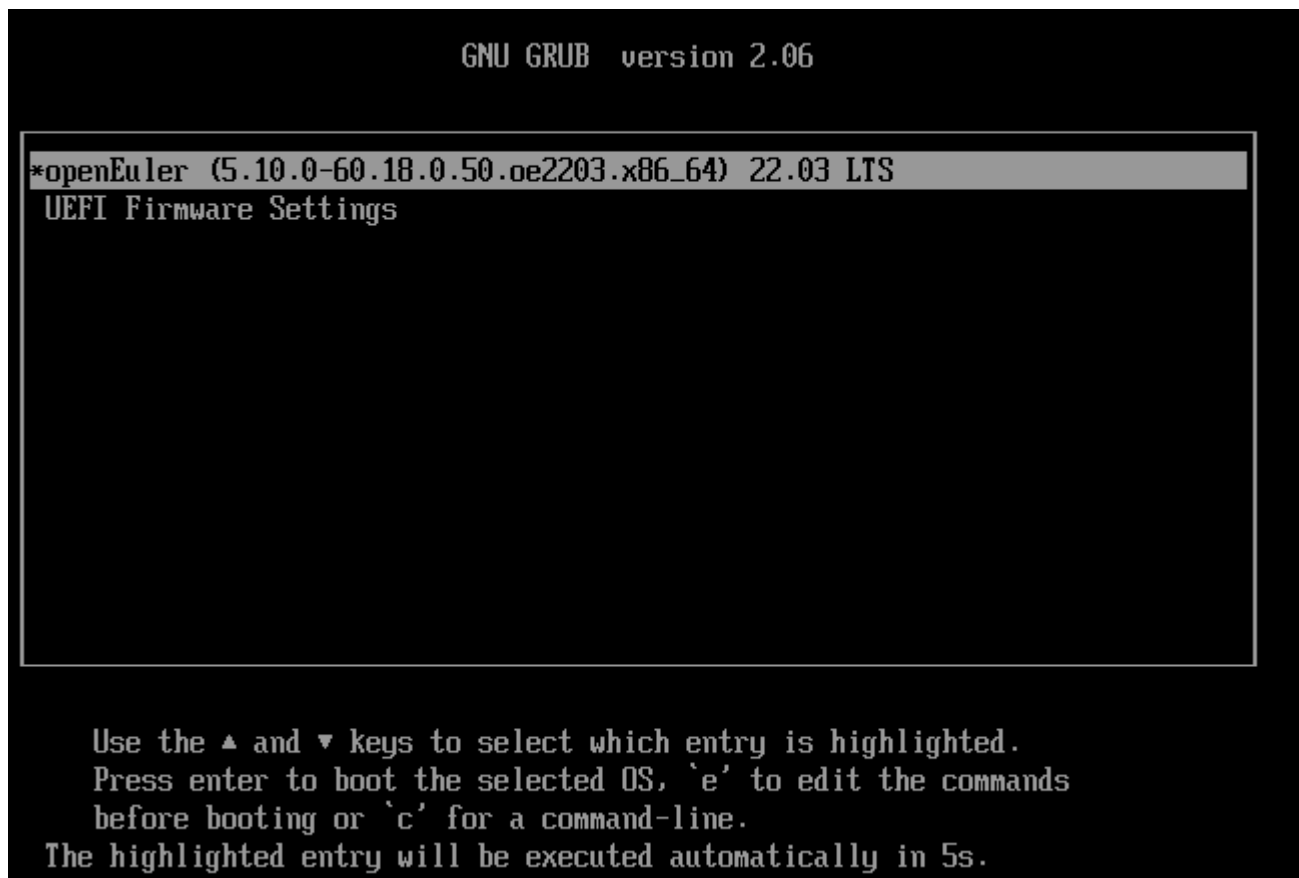 GNU GRUB  version 2.06
*openEuler (5.10.0-60.18.0.50.oe2203.x86_64) 22.03 LTS
UEFI Firmware Settings
Use the ▲ and ▼ keys to select which entry is highlighted.
Press enter to boot the selected OS, `e' to edit the commands
before booting or `c' for a command-line.
The highlighted entry will be executed automatically in 5s.